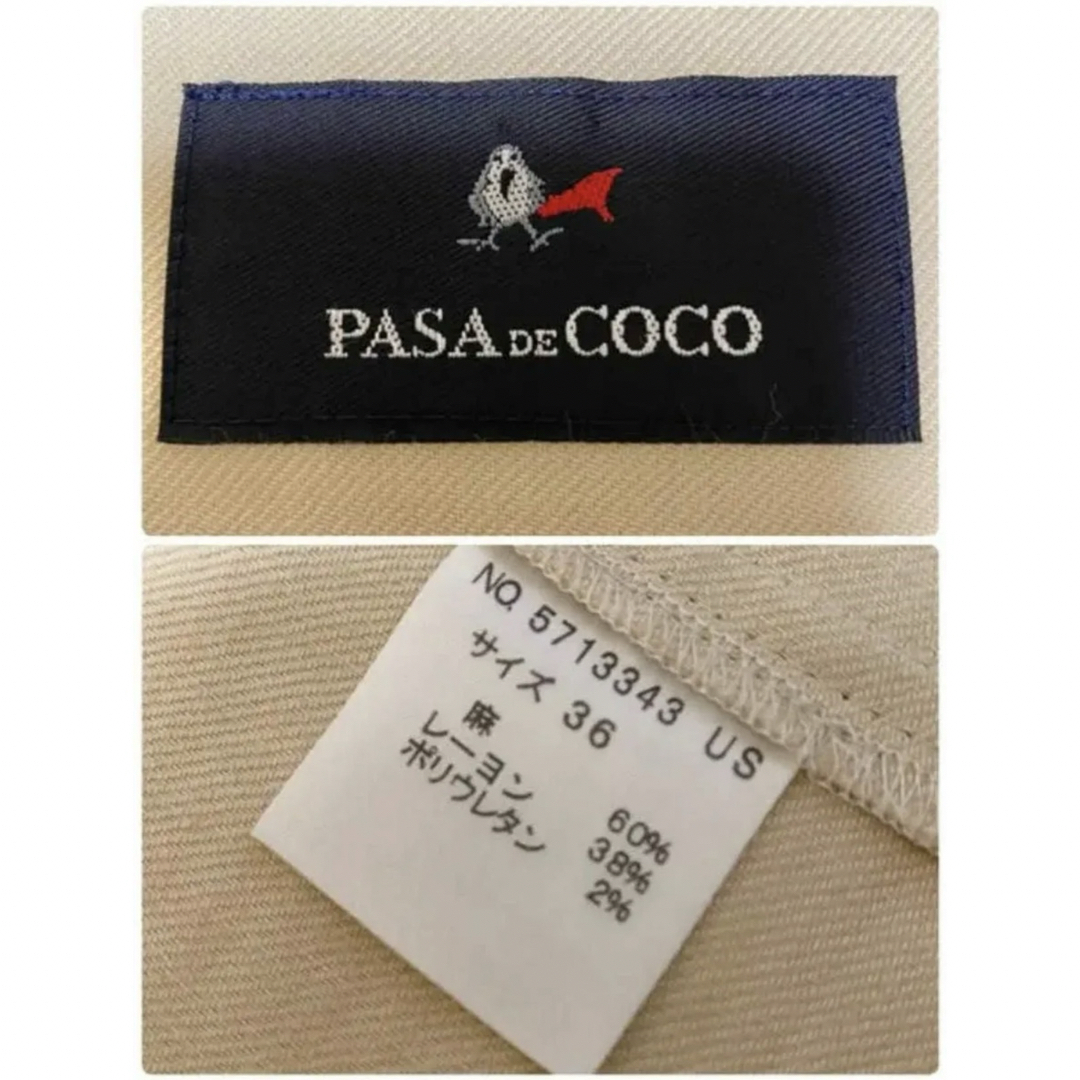 PASA DE COCO
NO. 5713343 US
サイズ 36
麻 60%
レーヨン 38%
ポリウレタン 2%